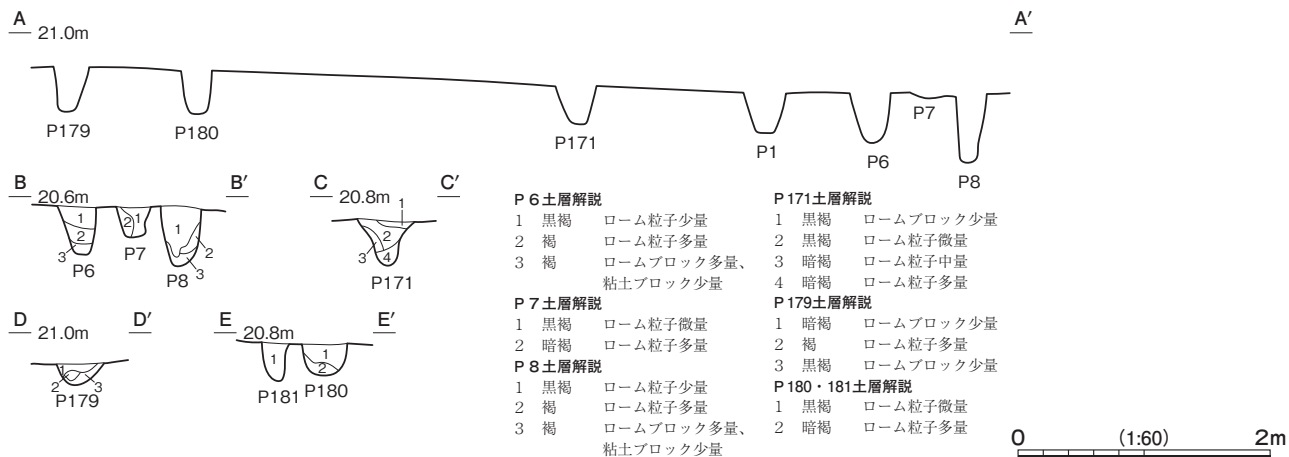 A 21.0m A′
P179 P180 P171 P1 P6 P7 P8
B 20.6m B′
1 2 3 P6
2 1 P7
1 2 3 P8
C 20.8m C′
1 2 3 4 P171
D 21.0m D′
1 2 3 P179
E 20.8m E′
1 P181
1 2 P180
P6土層解説
1 黒褐 ローム粒子少量
2 褐 ローム粒子多量
3 褐 ロームブロック多量、
粘土ブロック少量
P7土層解説
1 黒褐 ローム粒子微量
2 暗褐 ローム粒子多量
P8土層解説
1 黒褐 ローム粒子少量
2 褐 ローム粒子多量
3 褐 ロームブロック多量、
粘土ブロック少量
P171土層解説
1 黒褐 ロームブロック少量
2 黒褐 ローム粒子微量
3 暗褐 ローム粒子中量
4 暗褐 ローム粒子多量
P179土層解説
1 暗褐 ロームブロック少量
2 褐 ローム粒子多量
3 黒褐 ロームブロック少量
P180・181土層解説
1 黒褐 ローム粒子微量
2 暗褐 ローム粒子多量
0 (1:60) 2m